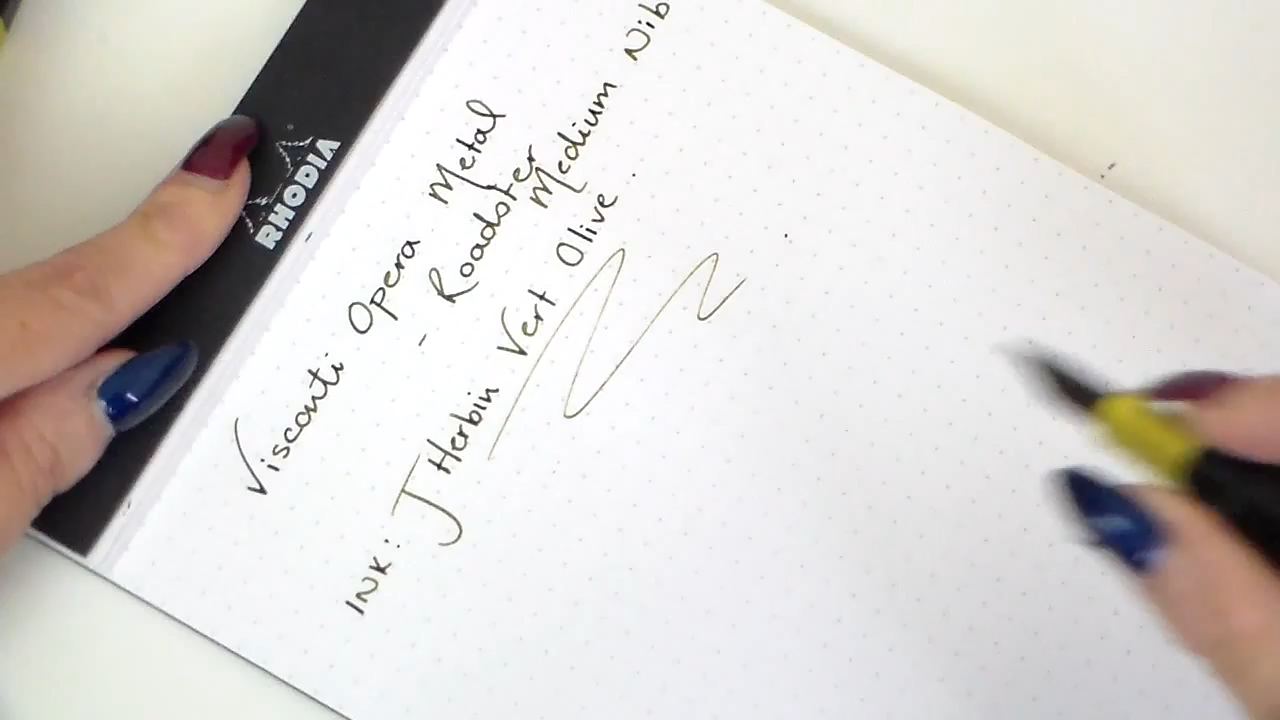 RHODIA
Visconti Opera Metal
- Roadster
Medium Nib
INK: J Herbin Vert Olive